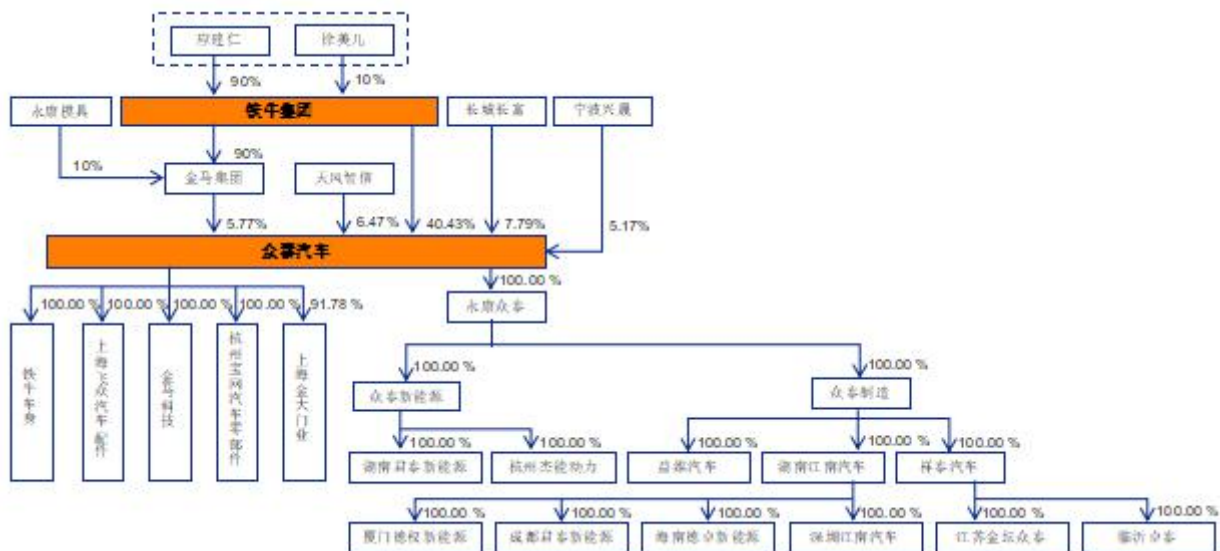 应建仁
徐美儿
90%
10%
永康模具
铁牛集团
长城长富
宁波兴晟
10%
90%
金马集团
天风智信
5.77%
6.47%
40.43%
7.79%
5.17%
众泰汽车
100.00 %
100.00 %
100.00 %
100.00 %
91.78 %
100.00 %
永康众泰
铁牛车身
上海飞众汽车配件
金马科技
杭州宝网汽车零部件
上海金大门业
100.00 %
100.00 %
众泰新能源
众泰制造
100.00 %
100.00 %
100.00 %
100.00 %
100.00 %
湖南君泰新能源
杭州杰能动力
益维汽车
湖南江南汽车
祥泰汽车
100.00 %
100.00 %
100.00 %
100.00 %
100.00 %
100.00 %
厦门德权新能源
成都君泰新能源
海南德卓新能源
深圳江南汽车
江苏金坛众泰
临沂众泰